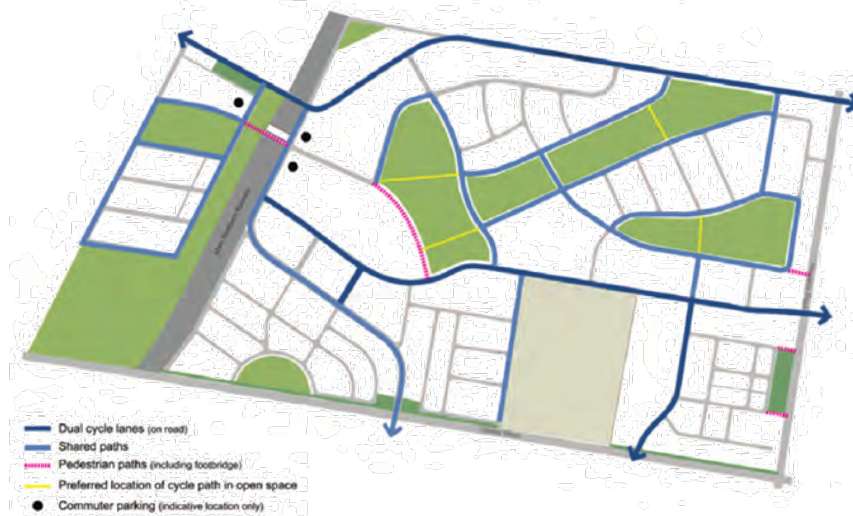 Dual cycle lanes (on road)
Shared paths
Pedestrian paths (including footbridge)
Preferred location of cycle path in open space
Commuter parking (indicative location only)